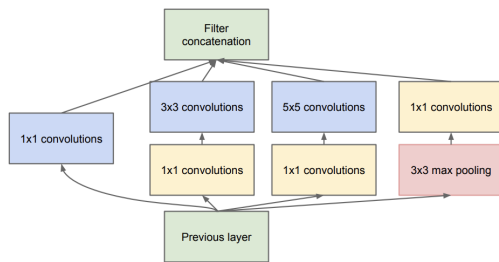 Filter
concatenation
3x3 convolutions
5x5 convolutions
1x1 convolutions
1x1 convolutions
1x1 convolutions
1x1 convolutions
3x3 max pooling
Previous layer